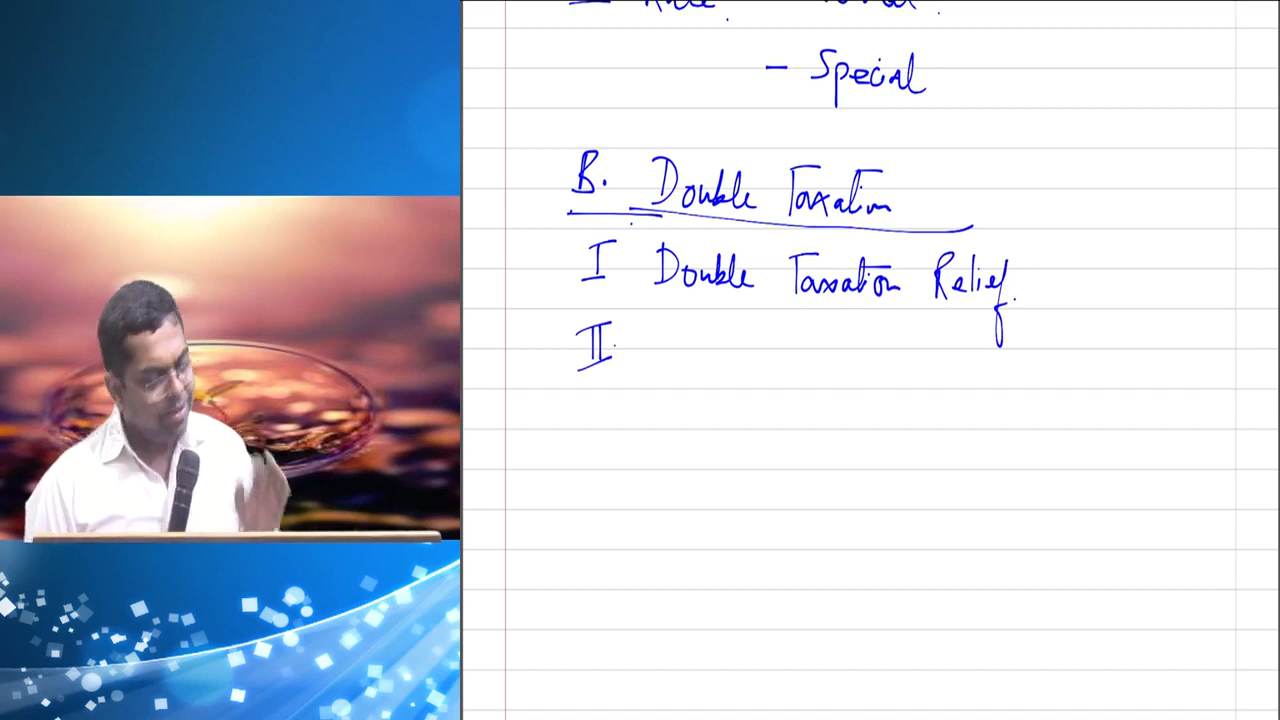 - Special
B. Double Taxation
I Double Taxation Relief.
II